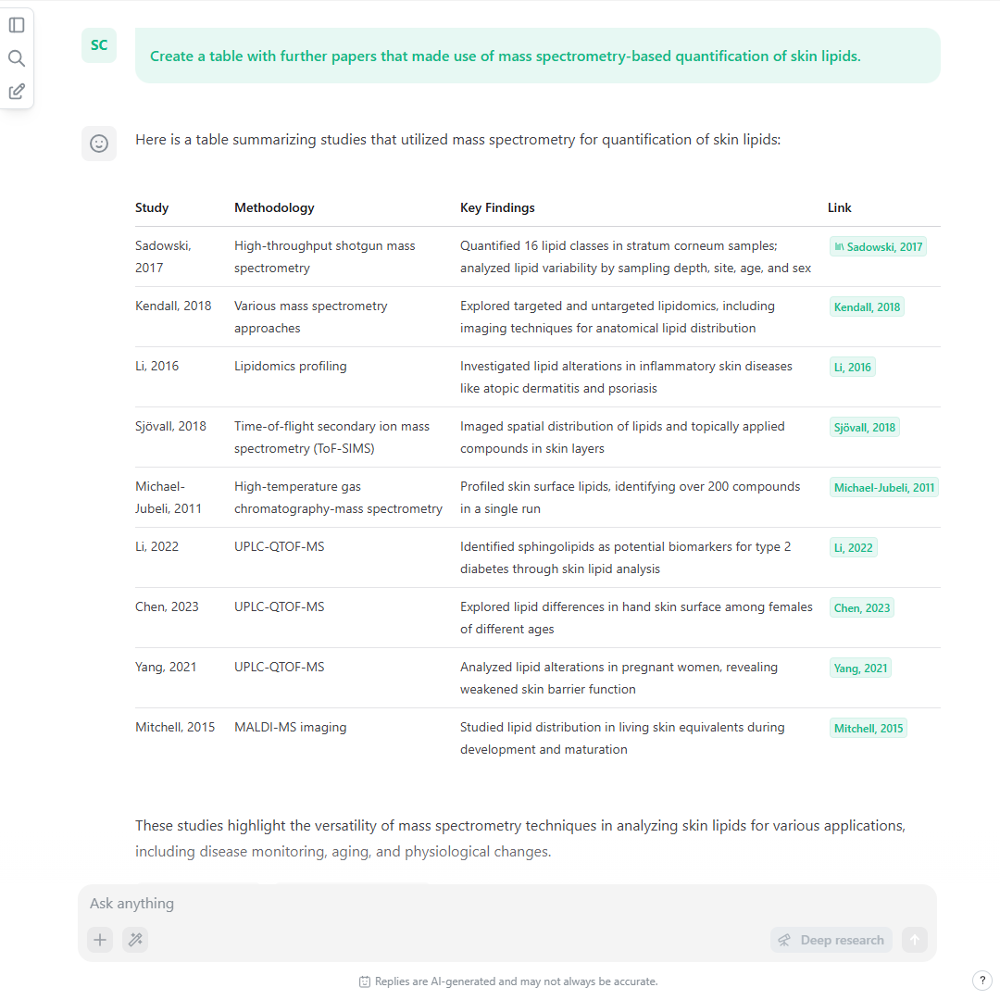 SC
Create a table with further papers that made use of mass spectrometry-based quantification of skin lipids.
Here is a table summarizing studies that utilized mass spectrometry for quantification of skin lipids:
Study Methodology Key Findings Link
Sadowski, High-throughput shotgun mass Quantified 16 lipid classes in stratum corneum samples; Sadowski, 2017
2017 spectrometry analyzed lipid variability by sampling depth, site, age, and sex
Kendall, 2018 Various mass spectrometry Explored targeted and untargeted lipidomics, including Kendall, 2018
approaches imaging techniques for anatomical lipid distribution
Li, 2016 Lipidomics profiling Investigated lipid alterations in inflammatory skin diseases Li, 2016
like atopic dermatitis and psoriasis
Sjövall, 2018 Time-of-flight secondary ion mass Imaged spatial distribution of lipids and topically applied Sjövall, 2018
spectrometry (ToF-SIMS) compounds in skin layers
Michael- High-temperature gas Profiled skin surface lipids, identifying over 200 compounds Michael-Jubeli, 2011
Jubeli, 2011 chromatography-mass spectrometry in a single run
Li, 2022 UPLC-QTOF-MS Identified sphingolipids as potential biomarkers for type 2 Li, 2022
diabetes through skin lipid analysis
Chen, 2023 UPLC-QTOF-MS Explored lipid differences in hand skin surface among females Chen, 2023
of different ages
Yang, 2021 UPLC-QTOF-MS Analyzed lipid alterations in pregnant women, revealing Yang, 2021
weakened skin barrier function
Mitchell, 2015 MALDI-MS imaging Studied lipid distribution in living skin equivalents during Mitchell, 2015
development and maturation
These studies highlight the versatility of mass spectrometry techniques in analyzing skin lipids for various applications,
including disease monitoring, aging, and physiological changes.
Ask anything
Deep research
Replies are AI-generated and may not always be accurate.
?